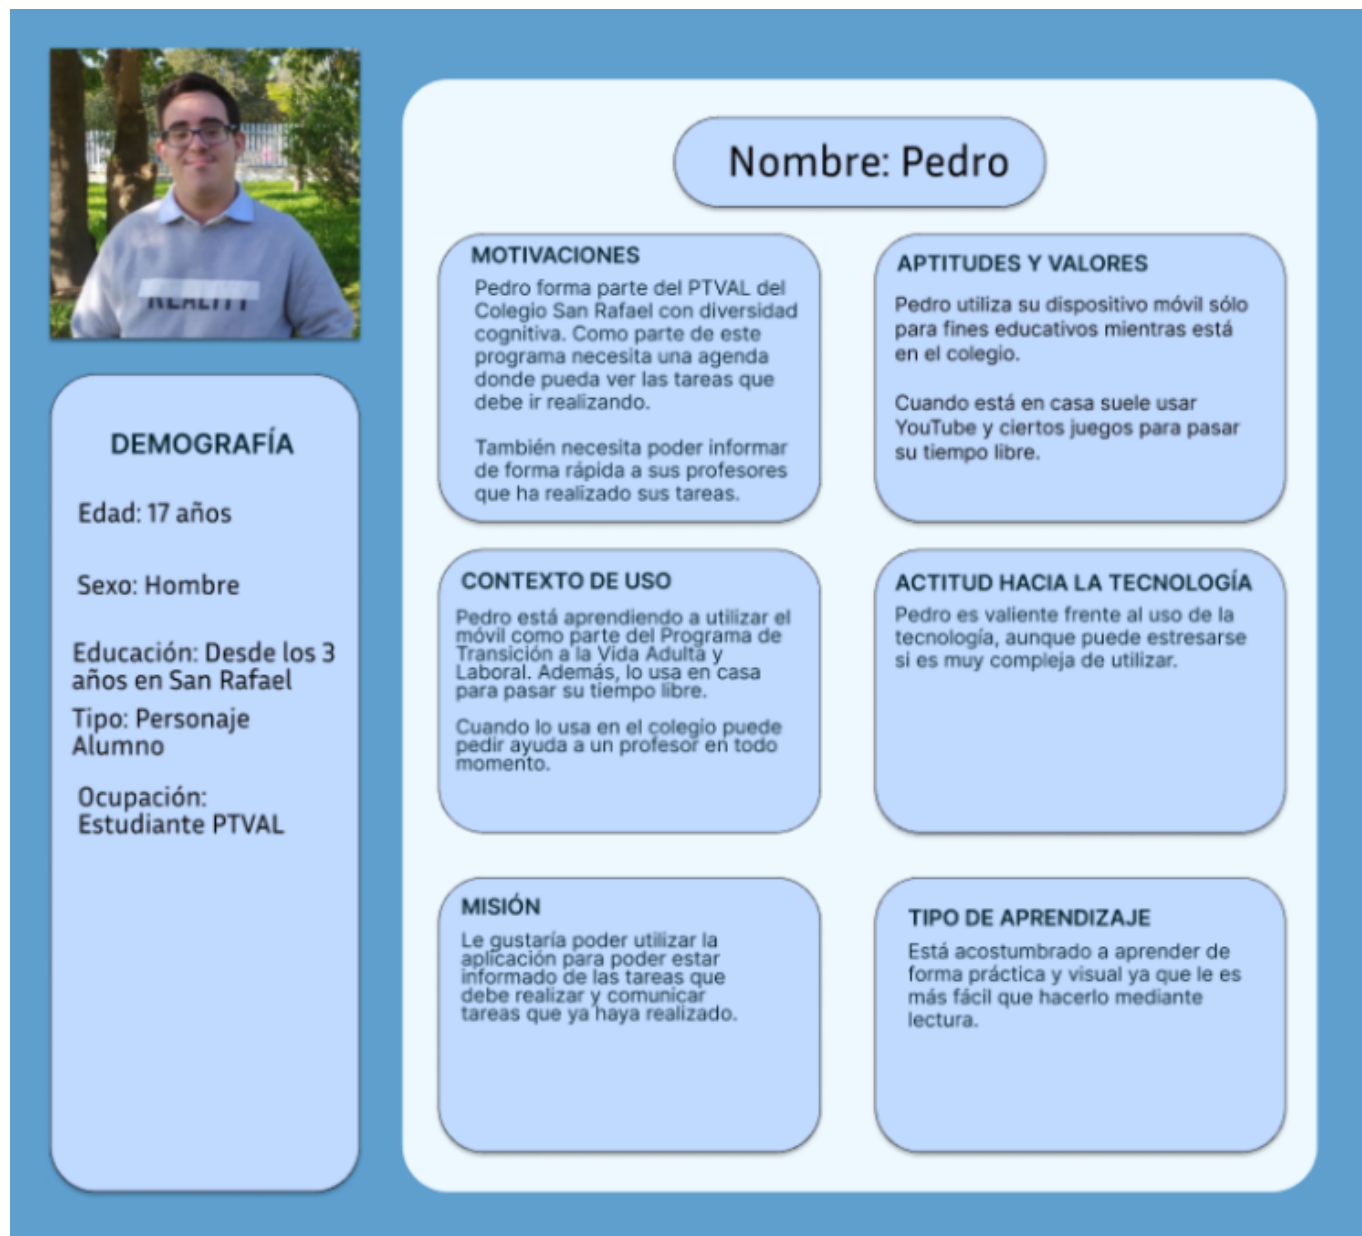 REALITY
DEMOGRAFÍA
Edad: 17 años
Sexo: Hombre
Educación: Desde los 3
años en San Rafael
Tipo: Personaje
Alumno
Ocupación:
Estudiante PTVAL
Nombre: Pedro
MOTIVACIONES
Pedro forma parte del PTVAL del
Colegio San Rafael con diversidad
cognitiva. Como parte de este
programa necesita una agenda
donde pueda ver las tareas que
debe ir realizando.
También necesita poder informar
de forma rápida a sus profesores
que ha realizado sus tareas.
APTITUDES Y VALORES
Pedro utiliza su dispositivo móvil sólo
para fines educativos mientras está
en el colegio.
Cuando está en casa suele usar
YouTube y ciertos juegos para pasar
su tiempo libre.
CONTEXTO DE USO
Pedro está aprendiendo a utilizar el
móvil como parte del Programa de
Transición a la Vida Adulta y
Laboral. Además, lo usa en casa
para pasar su tiempo libre.
Cuando lo usa en el colegio puede
pedir ayuda a un profesor en todo
momento.
ACTITUD HACIA LA TECNOLOGÍA
Pedro es valiente frente al uso de la
tecnología, aunque puede estresarse
si es muy compleja de utilizar.
MISIÓN
Le gustaría poder utilizar la
aplicación para poder estar
informado de las tareas que
debe realizar y comunicar
tareas que ya haya realizado.
TIPO DE APRENDIZAJE
Está acostumbrado a aprender de
forma práctica y visual ya que le es
más fácil que hacerlo mediante
lectura.